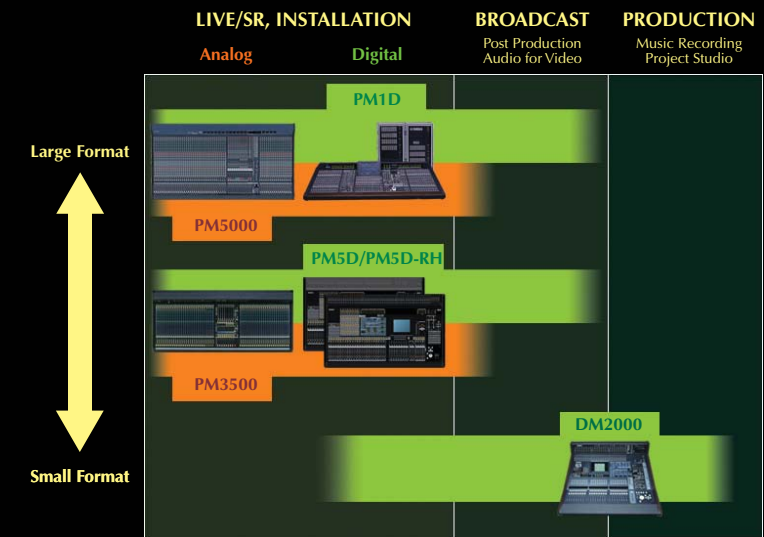 LIVE/SR, INSTALLATION
Analog
Digital
BROADCAST
Post Production
Audio for Video
PRODUCTION
Music Recording
Project Studio
Large Format
PM1D
PM5000
PM5D/PM5D-RH
PM3500
DM2000
Small Format